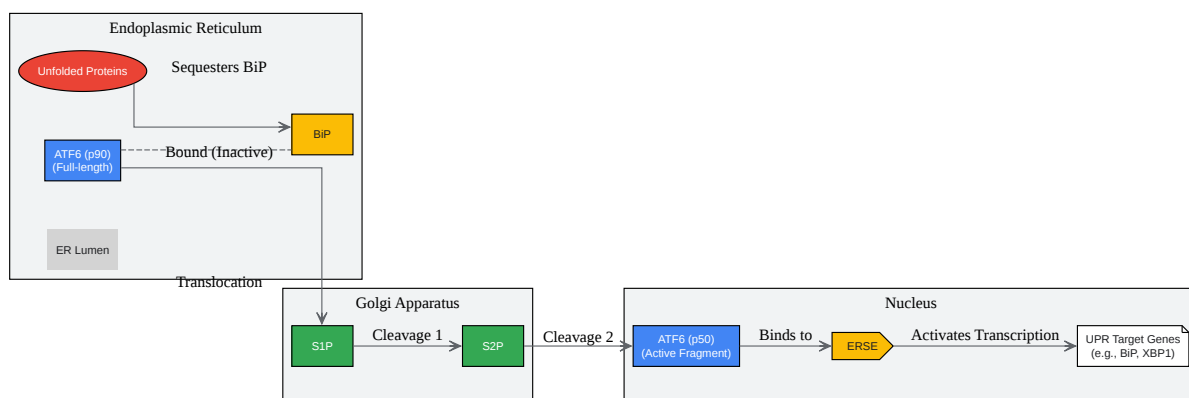 Endoplasmic Reticulum
Unfolded Proteins
Sequesters BiP
BiP
ATF6 (p90)
(Full-length)
Bound (Inactive)
ER Lumen
Translocation
Golgi Apparatus
S1P
Cleavage 1
S2P
Cleavage 2
Nucleus
ATF6 (p50)
(Active Fragment)
Binds to
ERSE
Activates Transcription
UPR Target Genes
(e.g., BiP, XBP1)